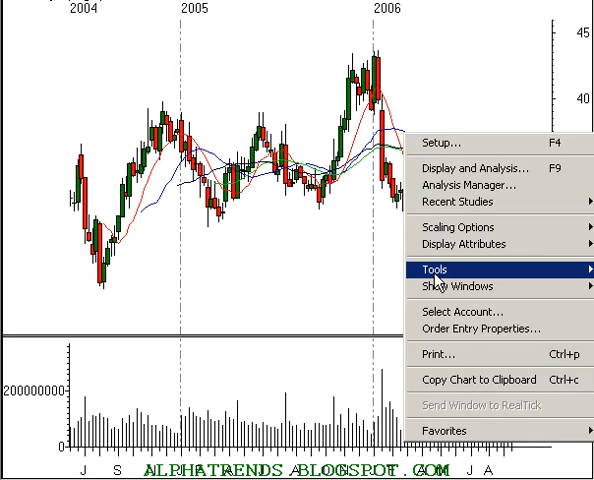 2004 2005 2006
45
40
Setup... F4
Display and Analysis... F9
Analysis Manager...
Recent Studies
Scaling Options
Display Attributes
Tools
Show Windows
Select Account...
Order Entry Properties...
Print... Ctrl+p
Copy Chart to Clipboard Ctrl+c
Send Window to RealTick
Favorites
200000000
0
J S
J A
ALPHATRENDS.BLOGSPOT.COM